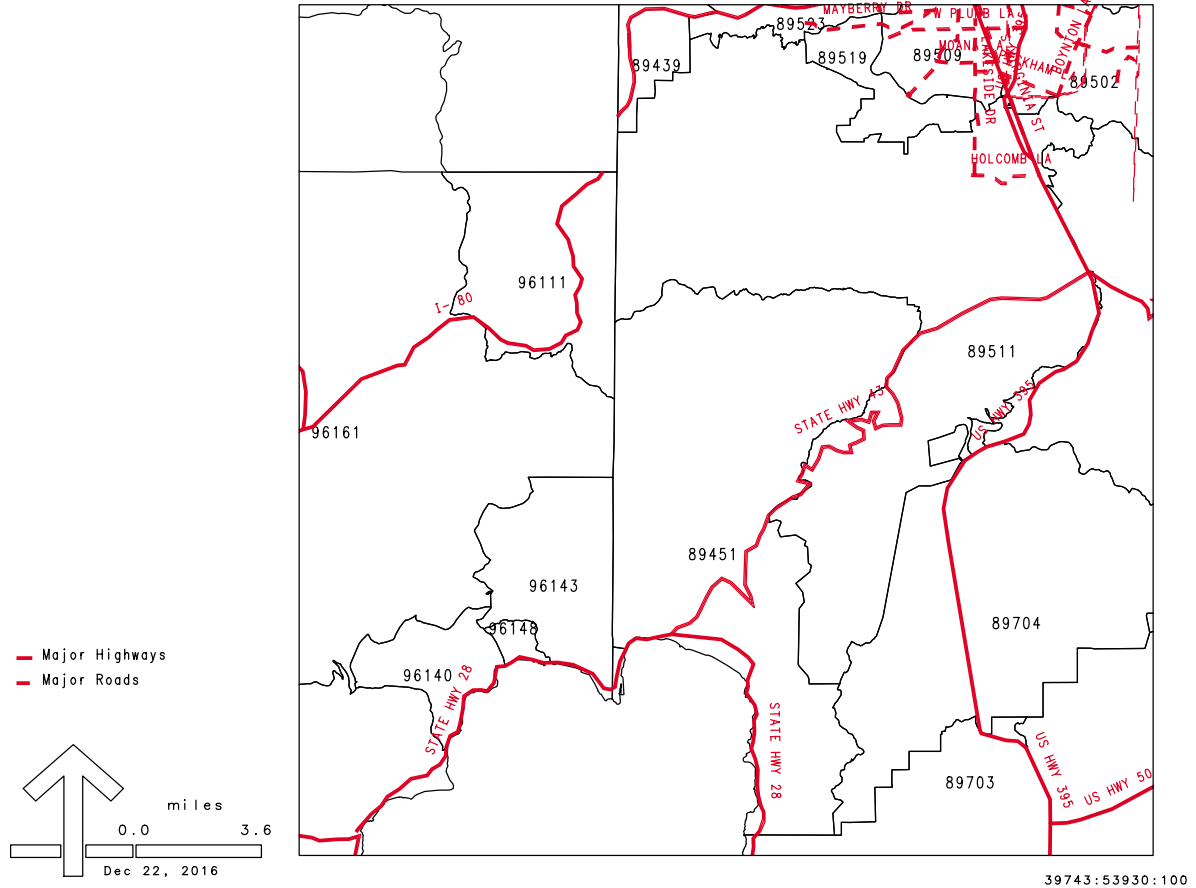 MAYBERRY DR
W PLUMB LA
89523
89439
89519
89509
MOANA LA
89502
BOYNTON LA
LAKESIDE DR
HOLCOMB LA
96111
I-80
89511
STATE HWY 43
US HWY 395
96161
89451
96143
96148
89704
96140
STATE HWY 28
STATE HWY 28
89703
US HWY 395
US HWY 50
Major Highways
Major Roads
miles
0.0 3.6
Dec 22, 2016
39743:53930:100